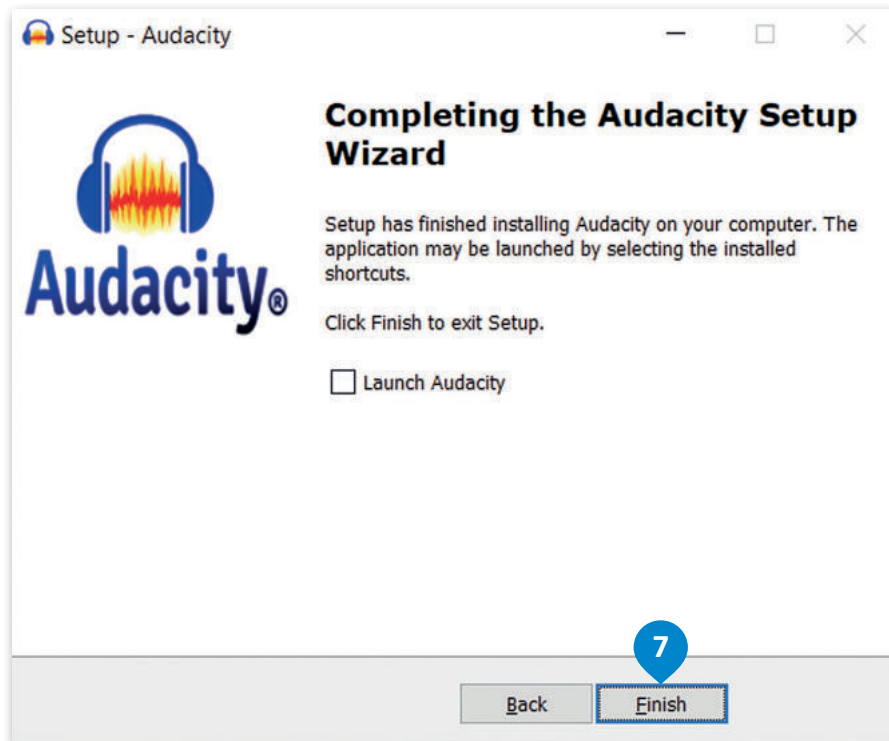 Setup - Audacity
Completing the Audacity Setup
Wizard
Setup has finished installing Audacity on your computer. The
application may be launched by selecting the installed
shortcuts.
Click Finish to exit Setup.
Launch Audacity
Audacity®
7
Back
Finish